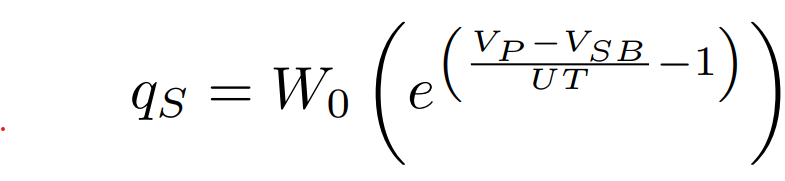 q_S = W_0 \left( e^{\left( \frac{V_P - V_{SB}}{UT} - 1 \right)} \right)